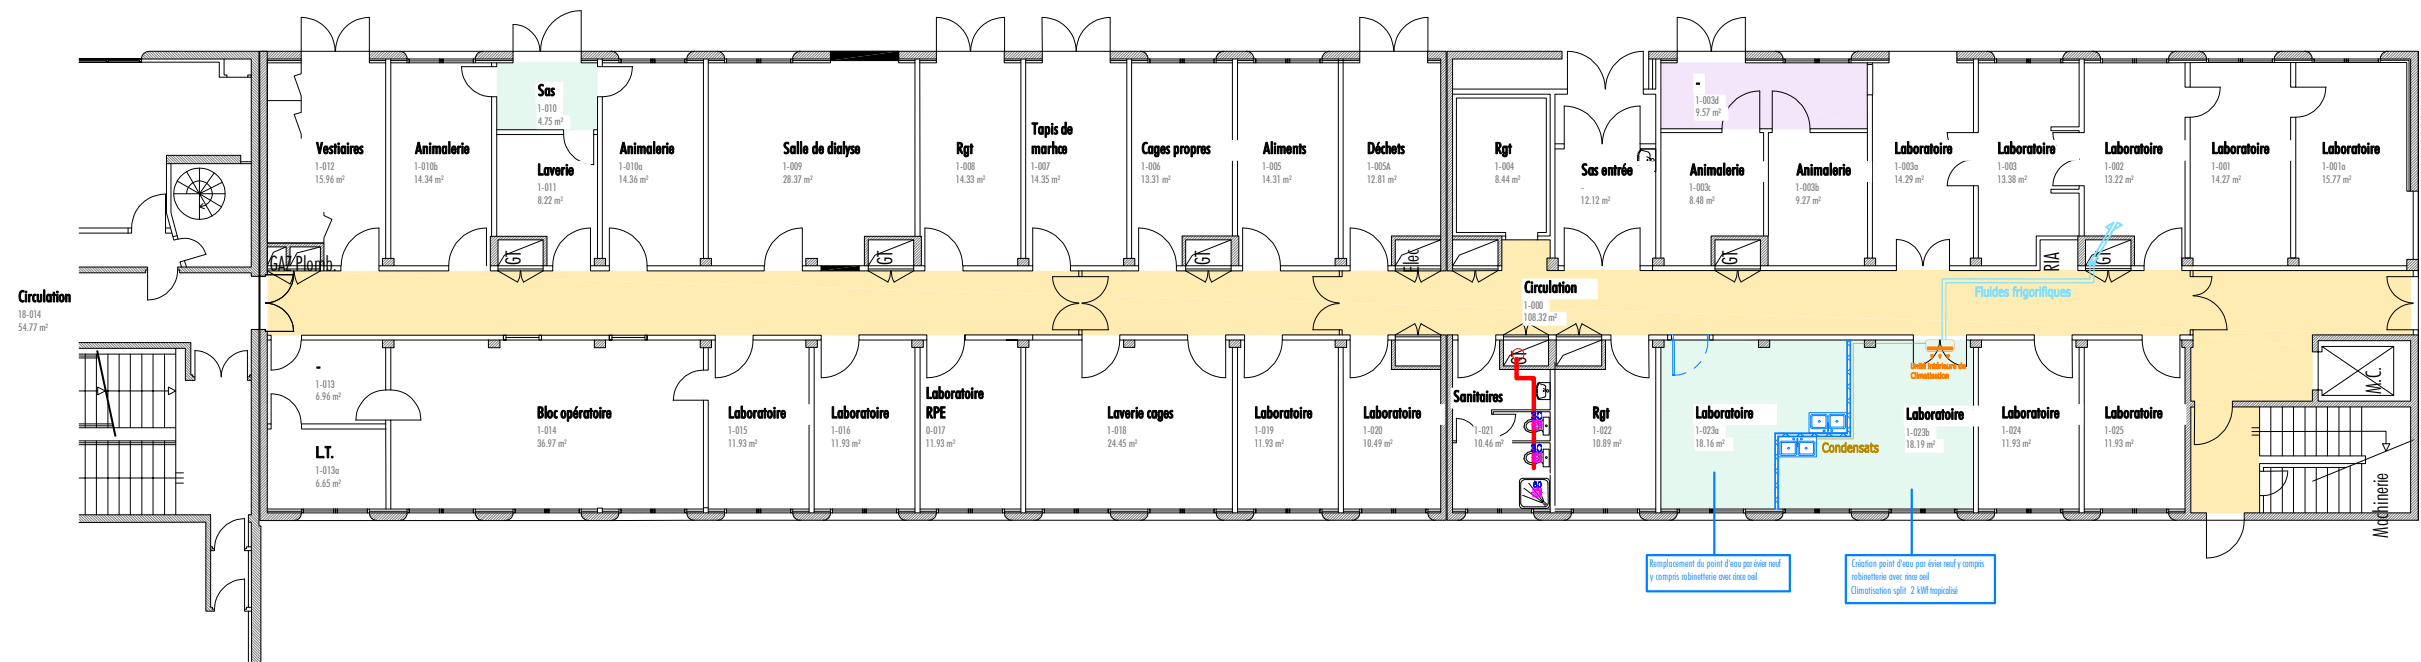 Sas
1-010
4.75 m²
-
1-003d
9.57 m²
Vestiaires
1-012
15.96 m²
Animalerie
1-010b
14.34 m²
Laverie
1-011
8.22 m²
Animalerie
1-010a
14.36 m²
Salle de dialyse
1-009
28.37 m²
Rgt
1-008
14.33 m²
Tapis de
marhce
1-007
14.35 m²
Cages propres
1-006
13.31 m²
Aliments
1-005
14.31 m²
Déchets
1-005A
12.81 m²
Rgt
1-004
8.44 m²
Sas entrée
-
12.12 m²
Animalerie
1-003c
8.48 m²
Animalerie
1-003b
9.27 m²
Laboratoire
1-003a
14.29 m²
Laboratoire
1-003
13.38 m²
Laboratoire
1-002
13.22 m²
Laboratoire
1-001
14.27 m²
Laboratoire
1-001a
15.77 m²
GAZ Plomb.
GT
GT
GT
Elec
GT
RIA
GT
Circulation
18-014
54.77 m²
Circulation
1-000
108.32 m²
Fluides frigorifiques
-
1-013
6.96 m²
L.T.
1-013a
6.65 m²
Bloc opératoire
1-014
36.97 m²
Laboratoire
1-015
11.93 m²
Laboratoire
1-016
11.93 m²
Laboratoire
RPE
0-017
11.93 m²
Laverie cages
1-018
24.45 m²
Laboratoire
1-019
11.93 m²
Laboratoire
1-020
10.49 m²
Sanitaires
1-021
10.46 m²
Rgt
1-022
10.89 m²
Laboratoire
1-023a
18.16 m²
Unité intérieure de
Climatisation
Condensats
Laboratoire
1-023b
18.19 m²
Laboratoire
1-024
11.93 m²
Laboratoire
1-025
11.93 m²
M.C.
Machinerie
Remplacement du point d'eau par évier neuf
y compris robinetterie avec rince oeil
Création point d'eau par évier neuf y compris
robinetterie avec rince oeil
Climatisation split 2 kWf tropicalisé